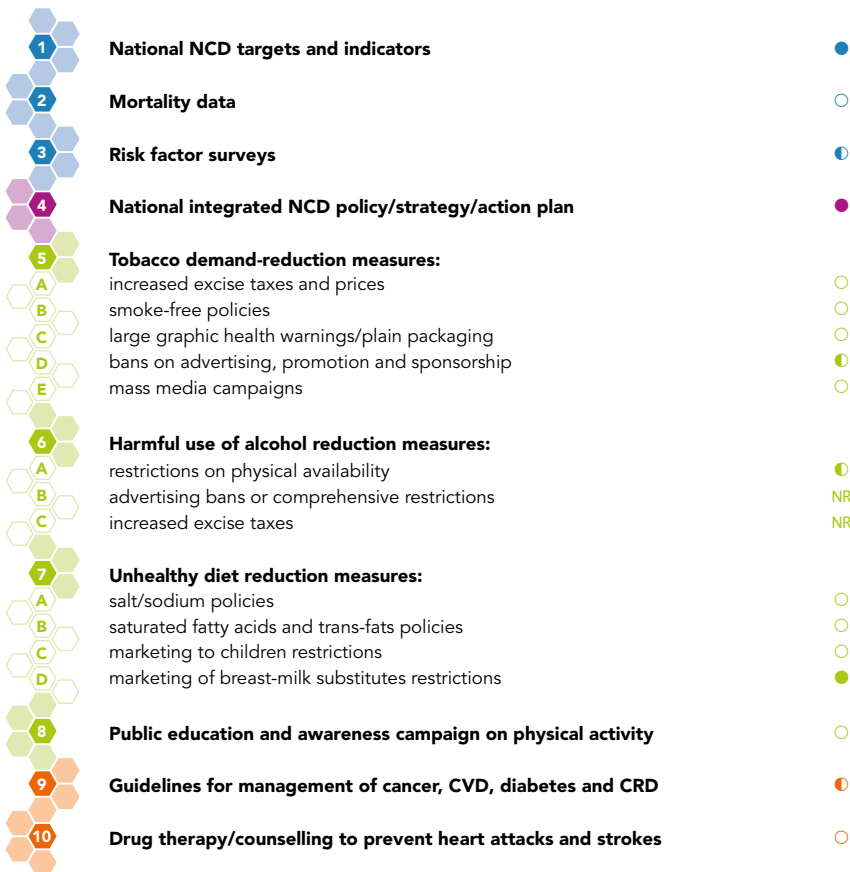 1 National NCD targets and indicators ●
2 Mortality data ○
3 Risk factor surveys ◐
4 National integrated NCD policy/strategy/action plan ●
5 Tobacco demand-reduction measures:
A increased excise taxes and prices ○
B smoke-free policies ○
C large graphic health warnings/plain packaging ○
D bans on advertising, promotion and sponsorship ◐
E mass media campaigns ○
6 Harmful use of alcohol reduction measures:
A restrictions on physical availability ◐
B advertising bans or comprehensive restrictions NR
C increased excise taxes NR
7 Unhealthy diet reduction measures:
A salt/sodium policies ○
B saturated fatty acids and trans-fats policies ○
C marketing to children restrictions ○
D marketing of breast-milk substitutes restrictions ●
8 Public education and awareness campaign on physical activity ○
9 Guidelines for management of cancer, CVD, diabetes and CRD ◐
10 Drug therapy/counselling to prevent heart attacks and strokes ○